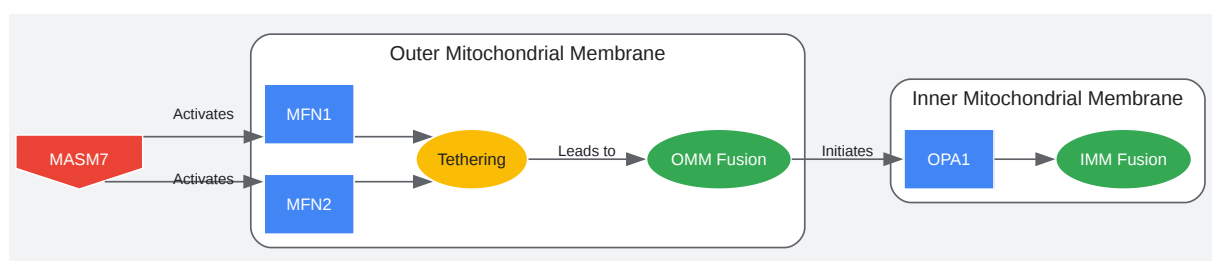 Outer Mitochondrial Membrane
Inner Mitochondrial Membrane
Activates
MFN1
MASM7
Tethering
Leads to
OMM Fusion
Initiates
OPA1
IMM Fusion
Activates
MFN2